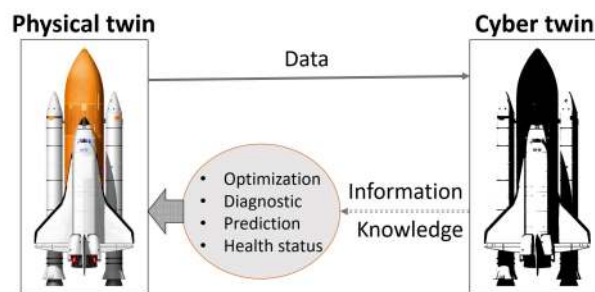 Physical twin
Cyber twin
Data
• Optimization
• Diagnostic
• Prediction
• Health status
Information
Knowledge